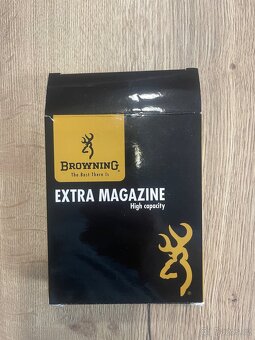 BROWNING
The Best There Is
EXTRA MAGAZINE
High capacity